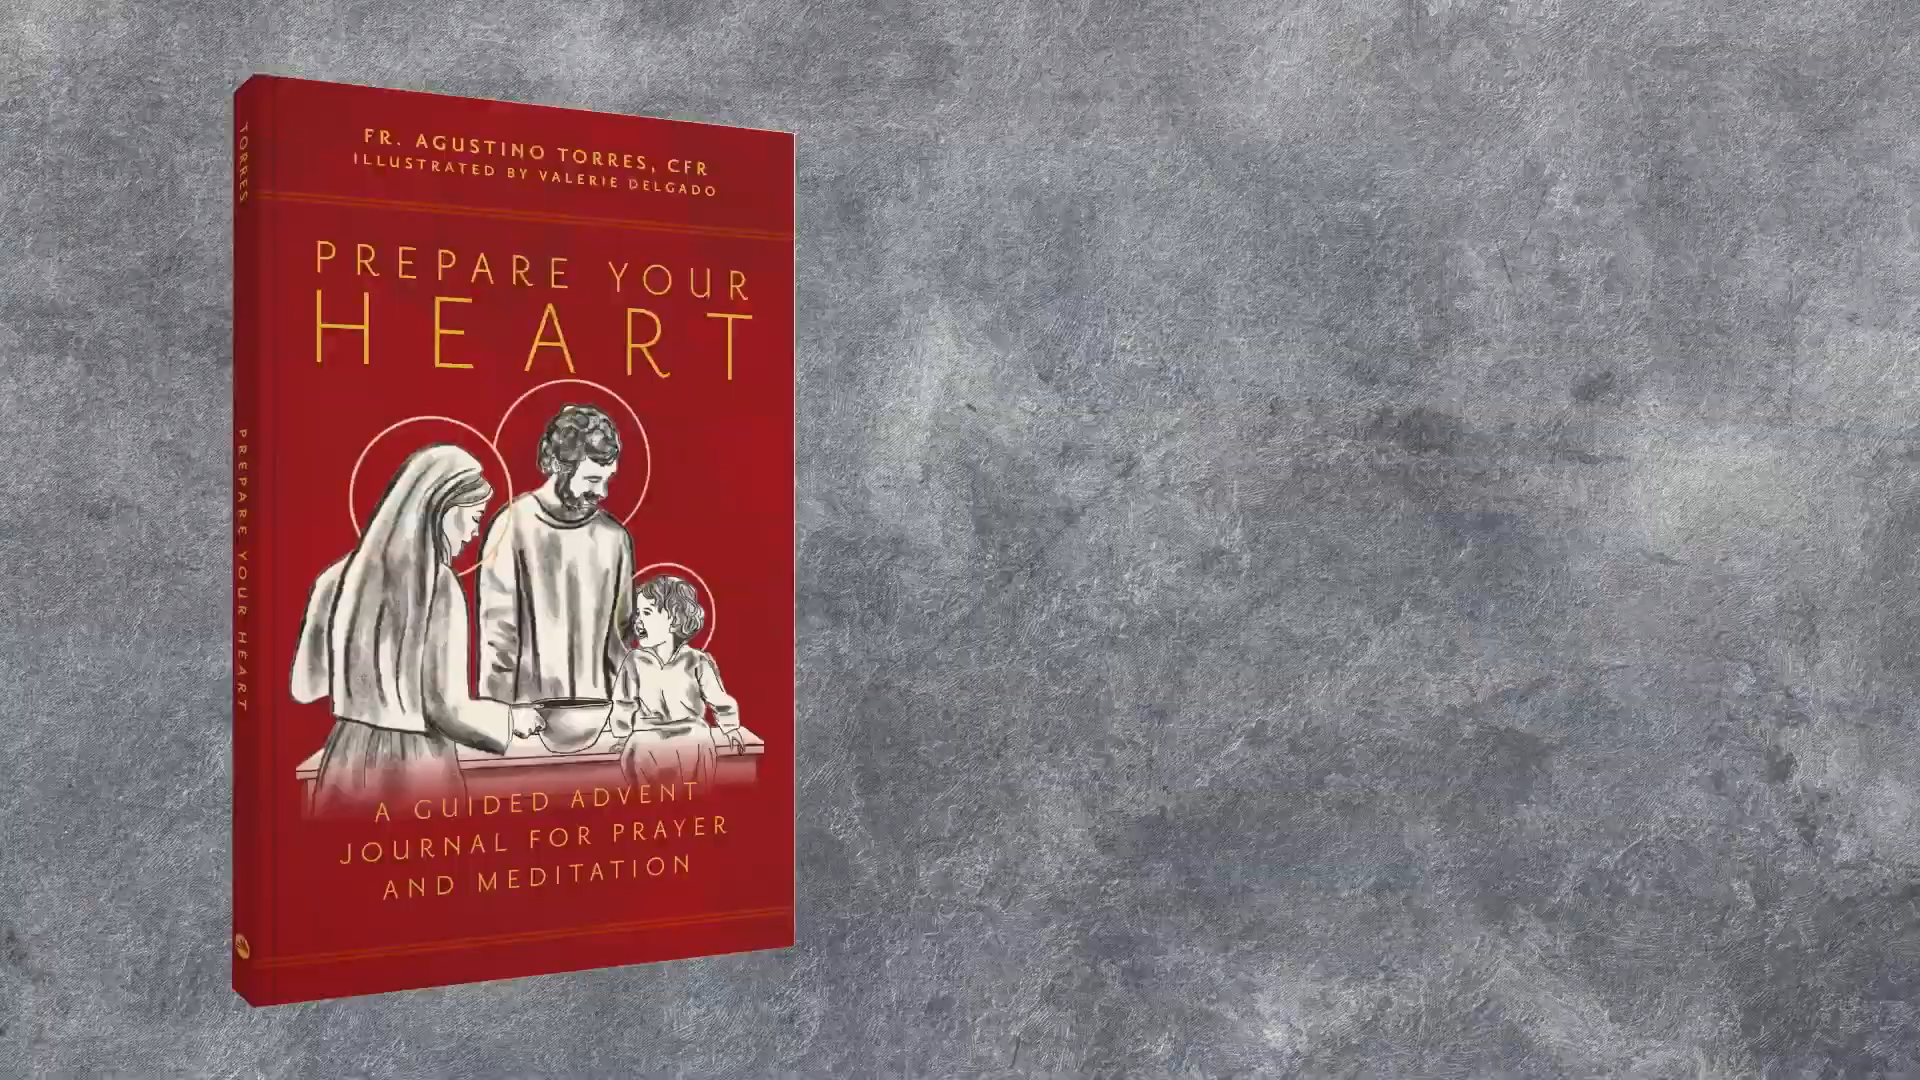 FR. AGUSTINO TORRES, CFR
ILLUSTRATED BY VALERIE DELGADO
PREPARE YOUR
HEART
A GUIDED ADVENT
JOURNAL FOR PRAYER
AND MEDITATION
TORRES
PREPARE YOUR HEART